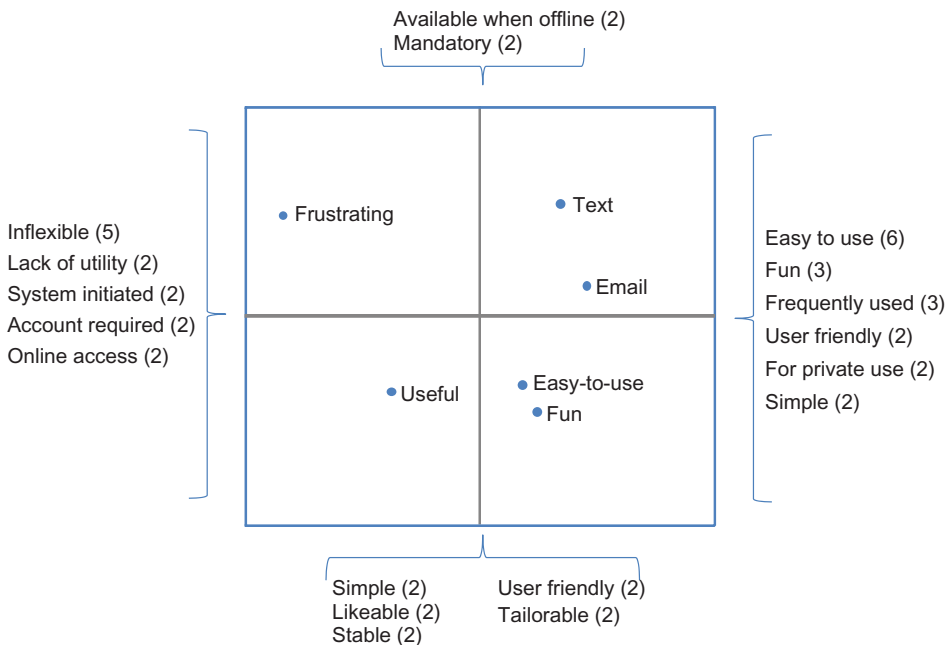 Available when offline (2)
Mandatory (2)
Inflexible (5)
Lack of utility (2)
System initiated (2)
Account required (2)
Online access (2)
Frustrating
Text
Email
Useful
Easy-to-use
Fun
Easy to use (6)
Fun (3)
Frequently used (3)
User friendly (2)
For private use (2)
Simple (2)
Simple (2)
Likeable (2)
Stable (2)
User friendly (2)
Tailorable (2)